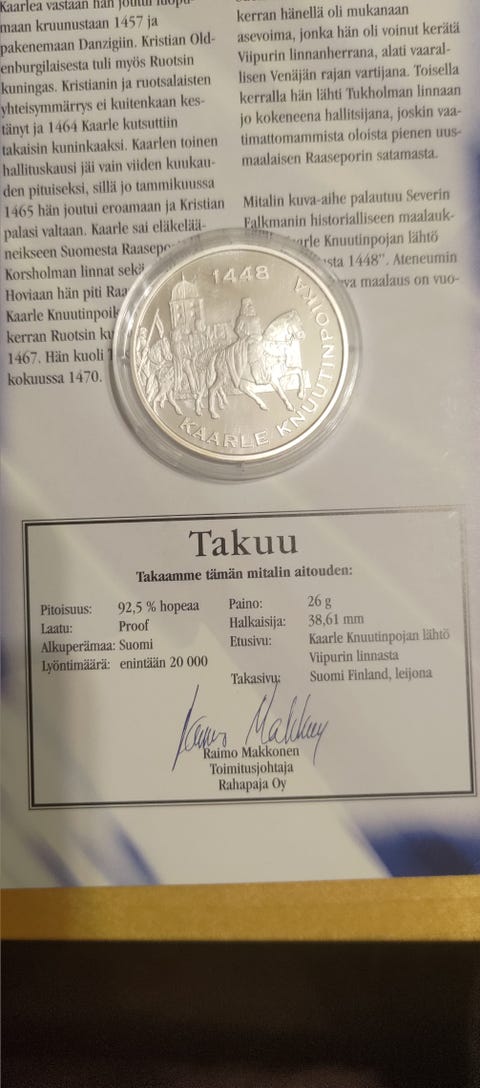 Kaarlea vastaan hän joutui luopu-
maan kruunustaan 1457 ja
pakenemaan Danzigiin. Kristian Old-
enburgilaisesta tuli myös Ruotsin
kuningas. Kristianin ja ruotsalaisten
yhteisymmärrys ei kuitenkaan kes-
tänyt ja 1464 Kaarle kutsuttiin
takaisin kuninkaaksi. Kaarlen toinen
hallituskausi jäi vain viiden kuukau-
den pituiseksi, sillä jo tammikuussa
1465 hän joutui eroamaan ja Kristian
palasi valtaan. Kaarle sai eläkelää-
neikseen Suomesta Raasepo
Korsholman linnat sekä
Hoviaan hän piti Raa
Kaarle Knuutinpoik
kerran Ruotsin ku
1467. Hän kuoli
kokuussa 1470.
kerran hänellä oli mukanaan
asevoima, jonka hän oli voinut kerätä
Viipurin linnanherrana, alati vaaral-
lisen Venäjän rajan vartijana. Toisella
kerralla hän lähti Tukholman linnaan
jo kokeneena hallitsijana, joskin vaa-
timattomammista oloista pienen uus-
maalaisen Raaseporin satamasta.
Mitalin kuva-aihe palautuu Severin
Falkmanin historialliseen maalauk-
arle Knuutinpojan lähtö
sta 1448". Ateneumin
va maalaus on vuo-
1448
KAARLE KNUUTINPOIKA
Takuu
Takaamme tämän mitalin aitouden:
Pitoisuus: 92,5 % hopeaa
Laatu: Proof
Alkuperämaa: Suomi
Lyöntimäärä: enintään 20 000
Paino: 26 g
Halkaisija: 38,61 mm
Etusivu: Kaarle Knuutinpojan lähtö
Viipurin linnasta
Takasivu: Suomi Finland, leijona
Raimo Makkonen
Toimitusjohtaja
Rahapaja Oy